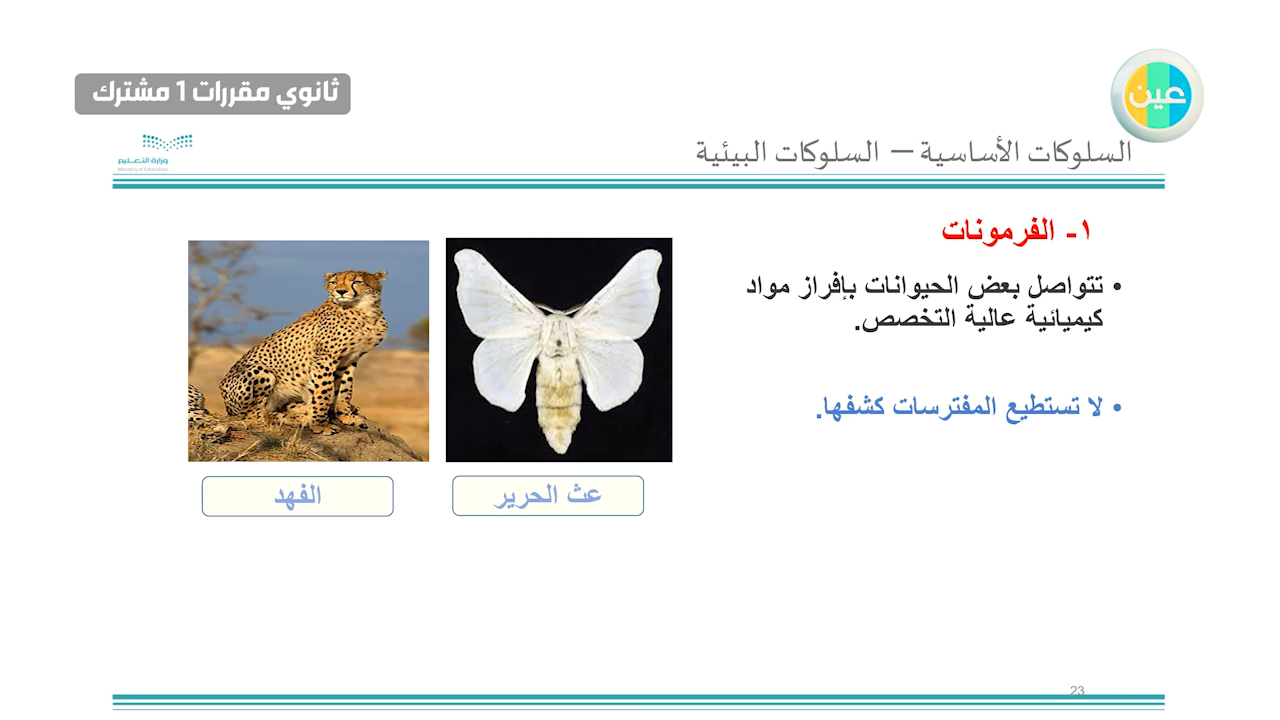 ثانوي مقررات 1 مشترك
عين
وزارة التعليم
Ministry of Education
السلوكات الأساسية – السلوكات البيئية
١- الفرمونات
• تتواصل بعض الحيوانات بإفراز مواد
كيميائية عالية التخصص.
• لا تستطيع المفترسات كشفها.
عث الحرير
الفهد
23